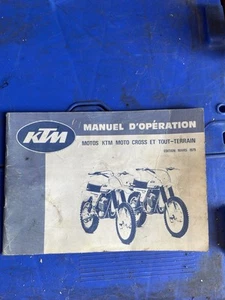 KTM
MANUEL D'OPÉRATION
MOTOS KTM MOTO CROSS ET TOUT-TERRAIN